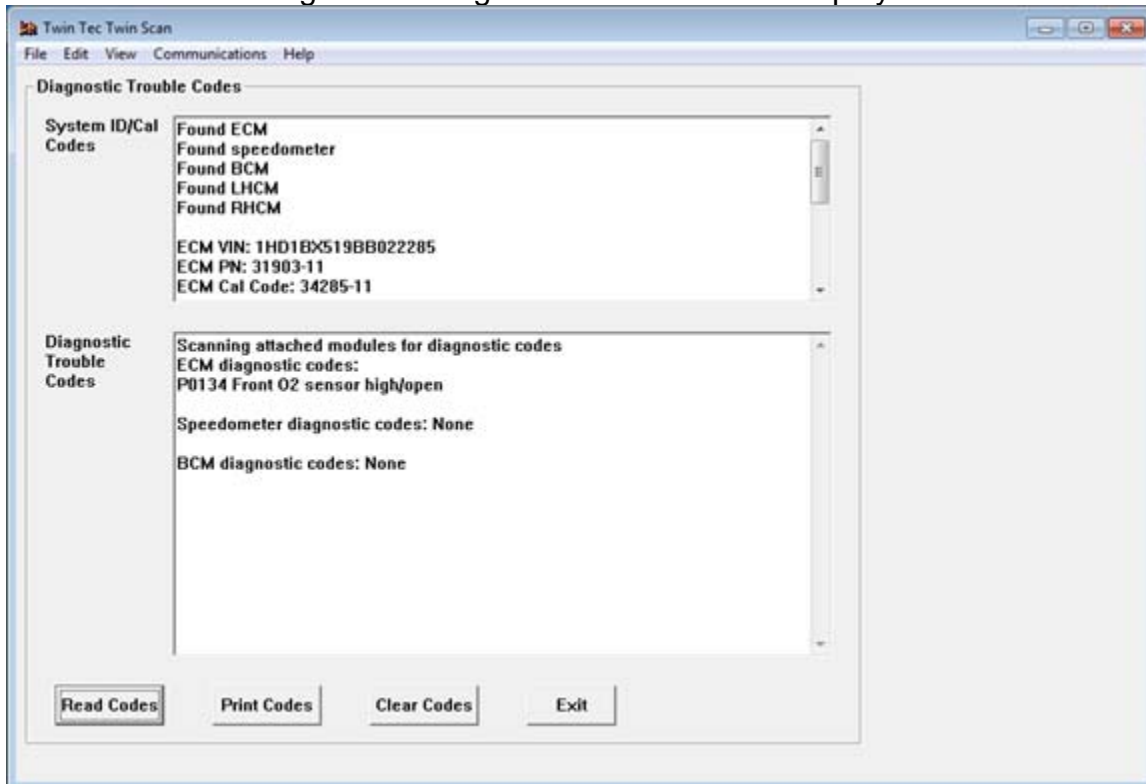 Twin Tec Twin Scan
File Edit View Communications Help
Diagnostic Trouble Codes
System ID/Cal
Codes
Found ECM
Found speedometer
Found BCM
Found LHCM
Found RHCM
ECM VIN: 1HD1BX519BB022285
ECM PN: 31903-11
ECM Cal Code: 34285-11
Diagnostic
Trouble
Codes
Scanning attached modules for diagnostic codes
ECM diagnostic codes:
P0134 Front O2 sensor high/open
Speedometer diagnostic codes: None
BCM diagnostic codes: None
Read Codes Print Codes Clear Codes Exit